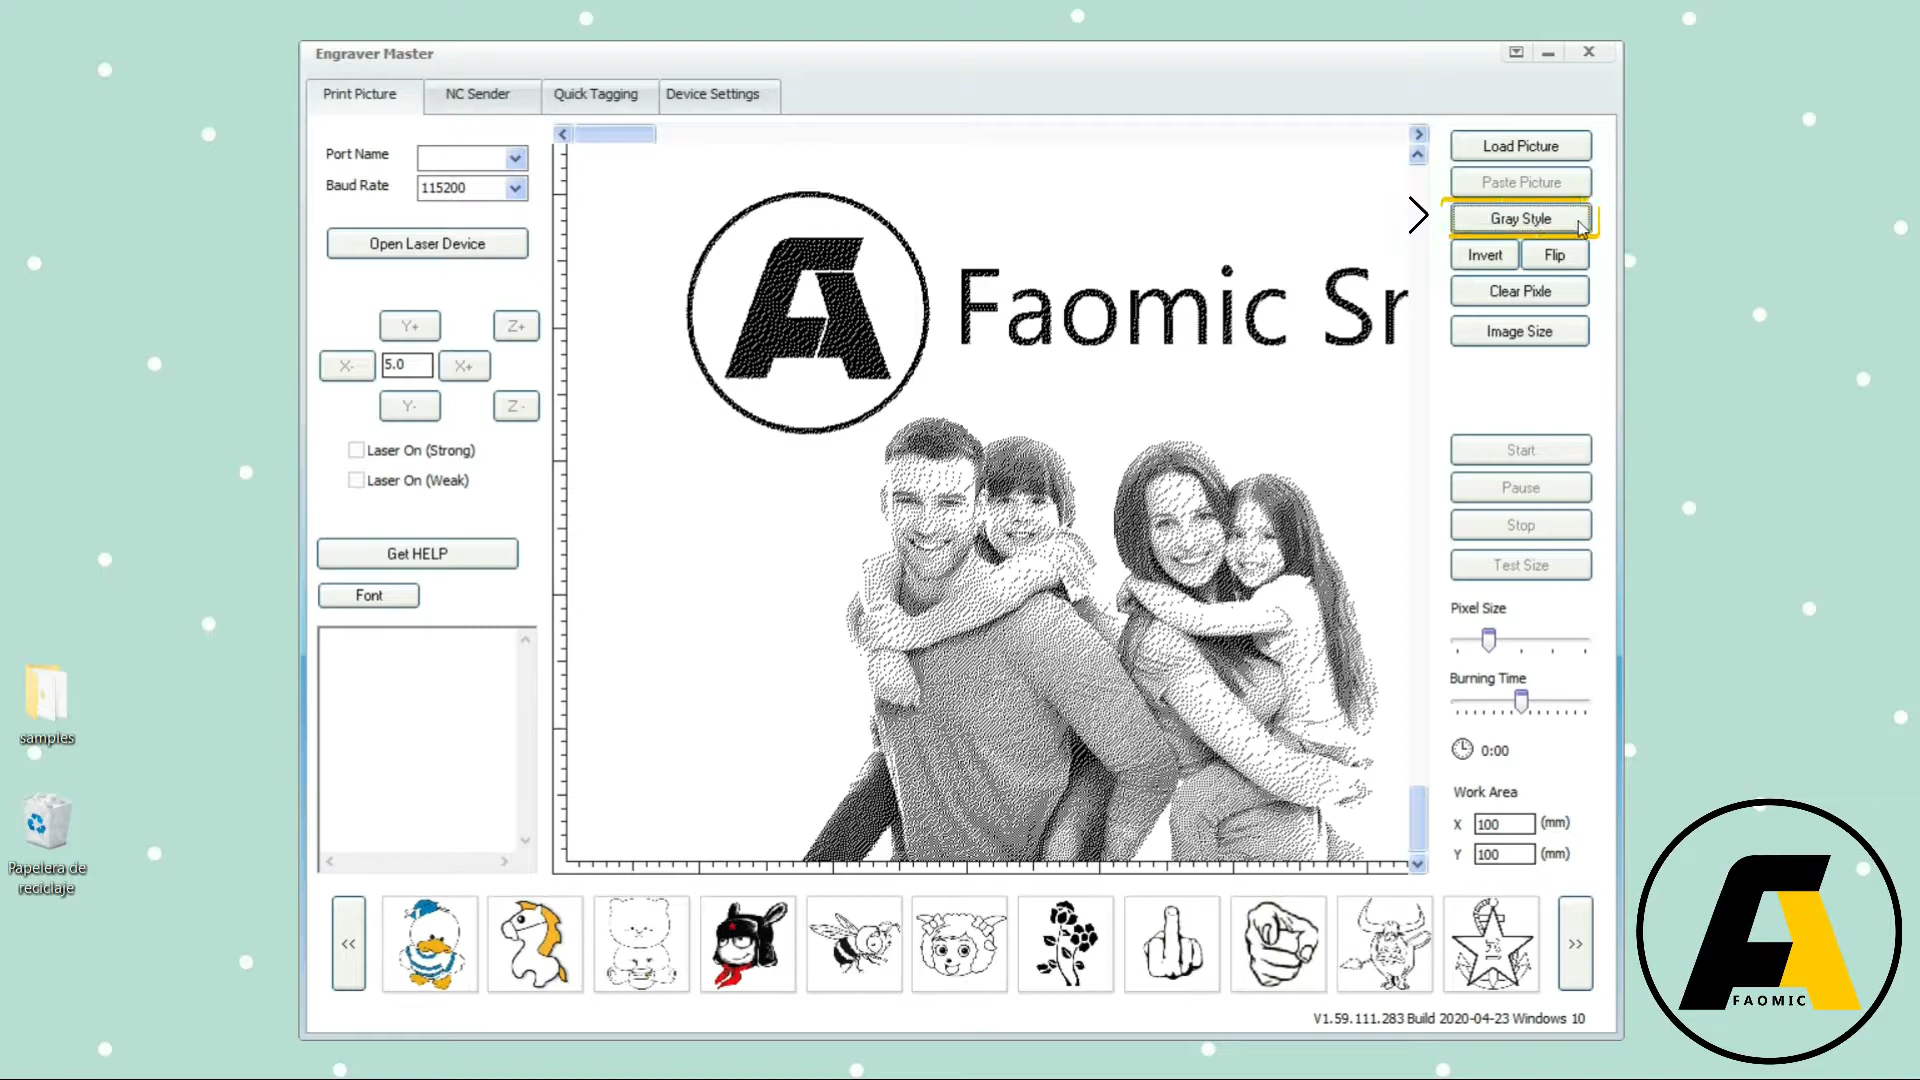 Engraver Master
Print Picture
NC Sender
Quick Tagging
Device Settings
Port Name
Baud Rate
115200
Open Laser Device
Y+
Z+
X-
5.0
X+
Y-
Z -
Laser On (Strong)
Laser On (Weak)
Get HELP
Font
Faomic Sr
Load Picture
Paste Picture
Gray Style
Invert
Flip
Clear Pixle
Image Size
Start
Pause
Stop
Test Size
Pixel Size
Burning Time
0:00
Work Area
X 100 (mm)
Y 100 (mm)
<<
>>
V1.59.111.283 Build 2020-04-23 Windows 10
samples
Papelera de
reciclaje
FAOMIC